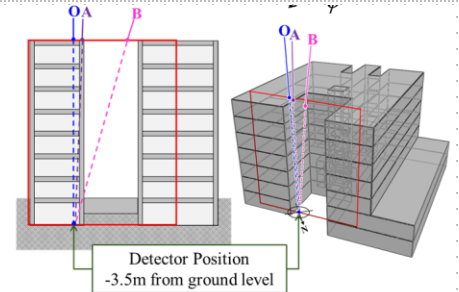 O A B
O A B
Detector Position
-3.5m from ground level